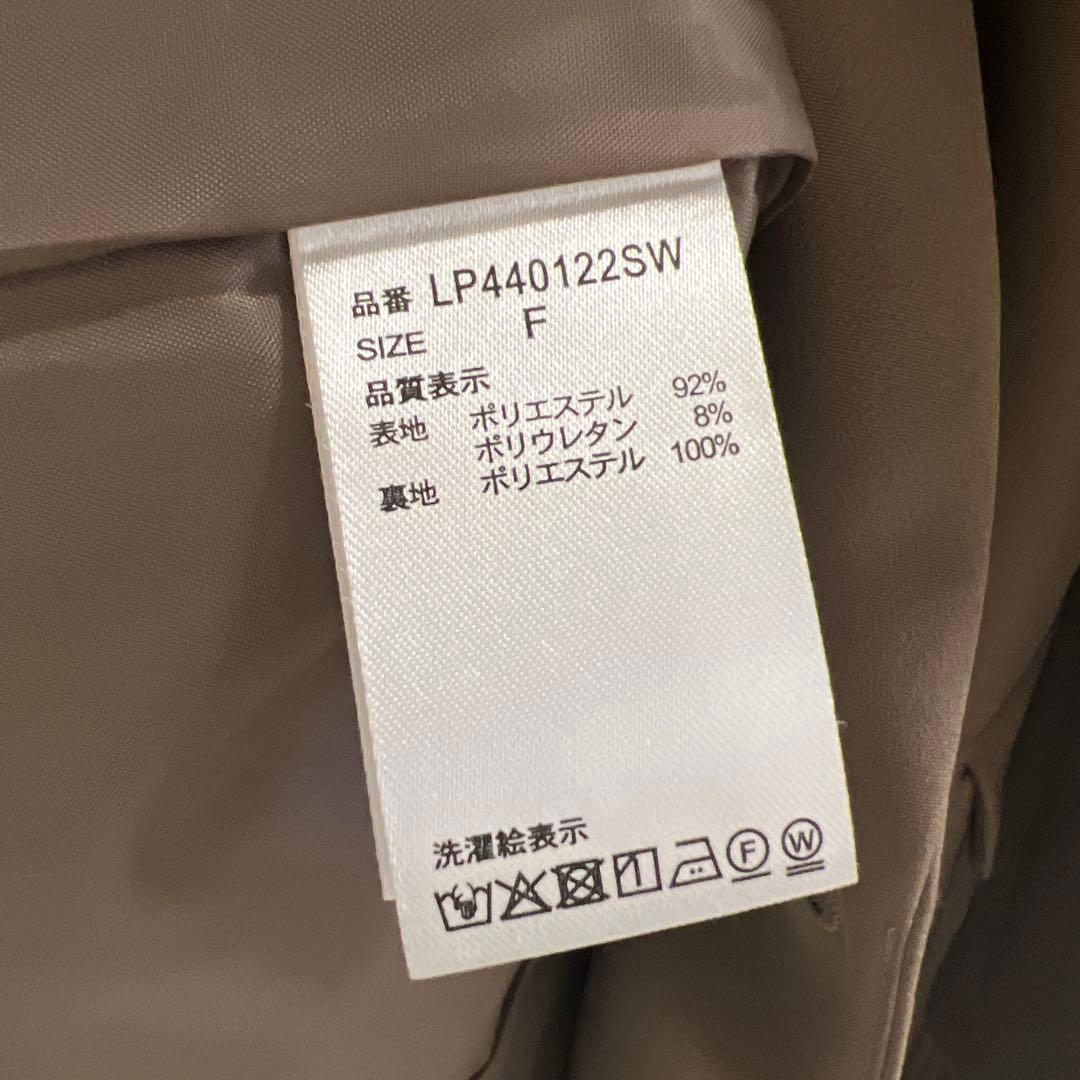 品番 LP440122SW
SIZE F
品質表示
表地 ポリエステル 92%
ポリウレタン 8%
裏地 ポリエステル 100%
洗濯絵表示
F W